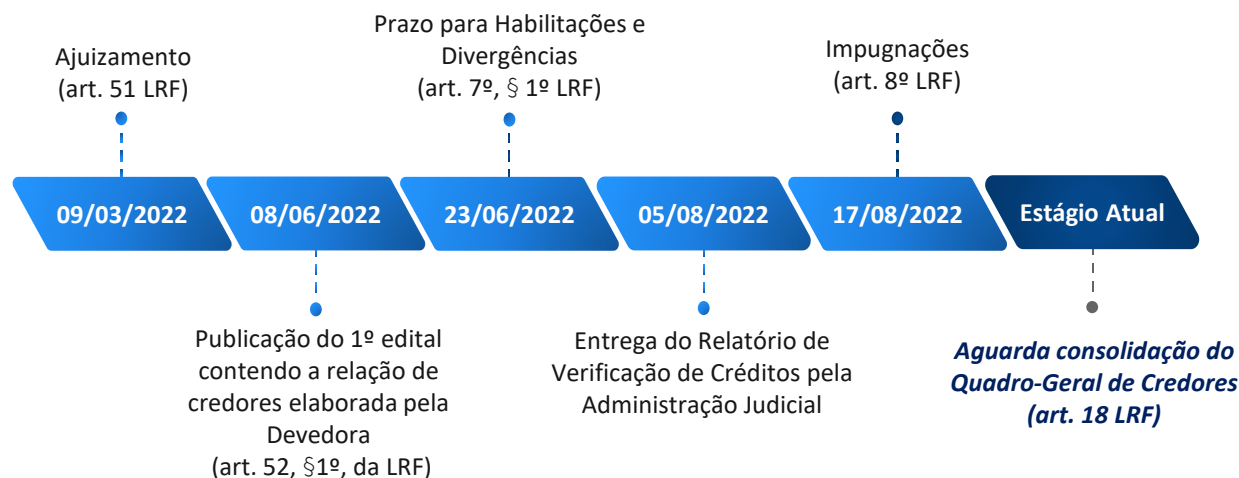 Ajuizamento
(art. 51 LRF)
Prazo para Habilitações e
Divergências
(art. 7º, § 1º LRF)
Impugnações
(art. 8º LRF)
09/03/2022
08/06/2022
23/06/2022
05/08/2022
17/08/2022
Estágio Atual
Publicação do 1º edital
contendo a relação de
credores elaborada pela
Devedora
(art. 52, §1º, da LRF)
Entrega do Relatório de
Verificação de Créditos pela
Administração Judicial
Aguarda consolidação do
Quadro-Geral de Credores
(art. 18 LRF)